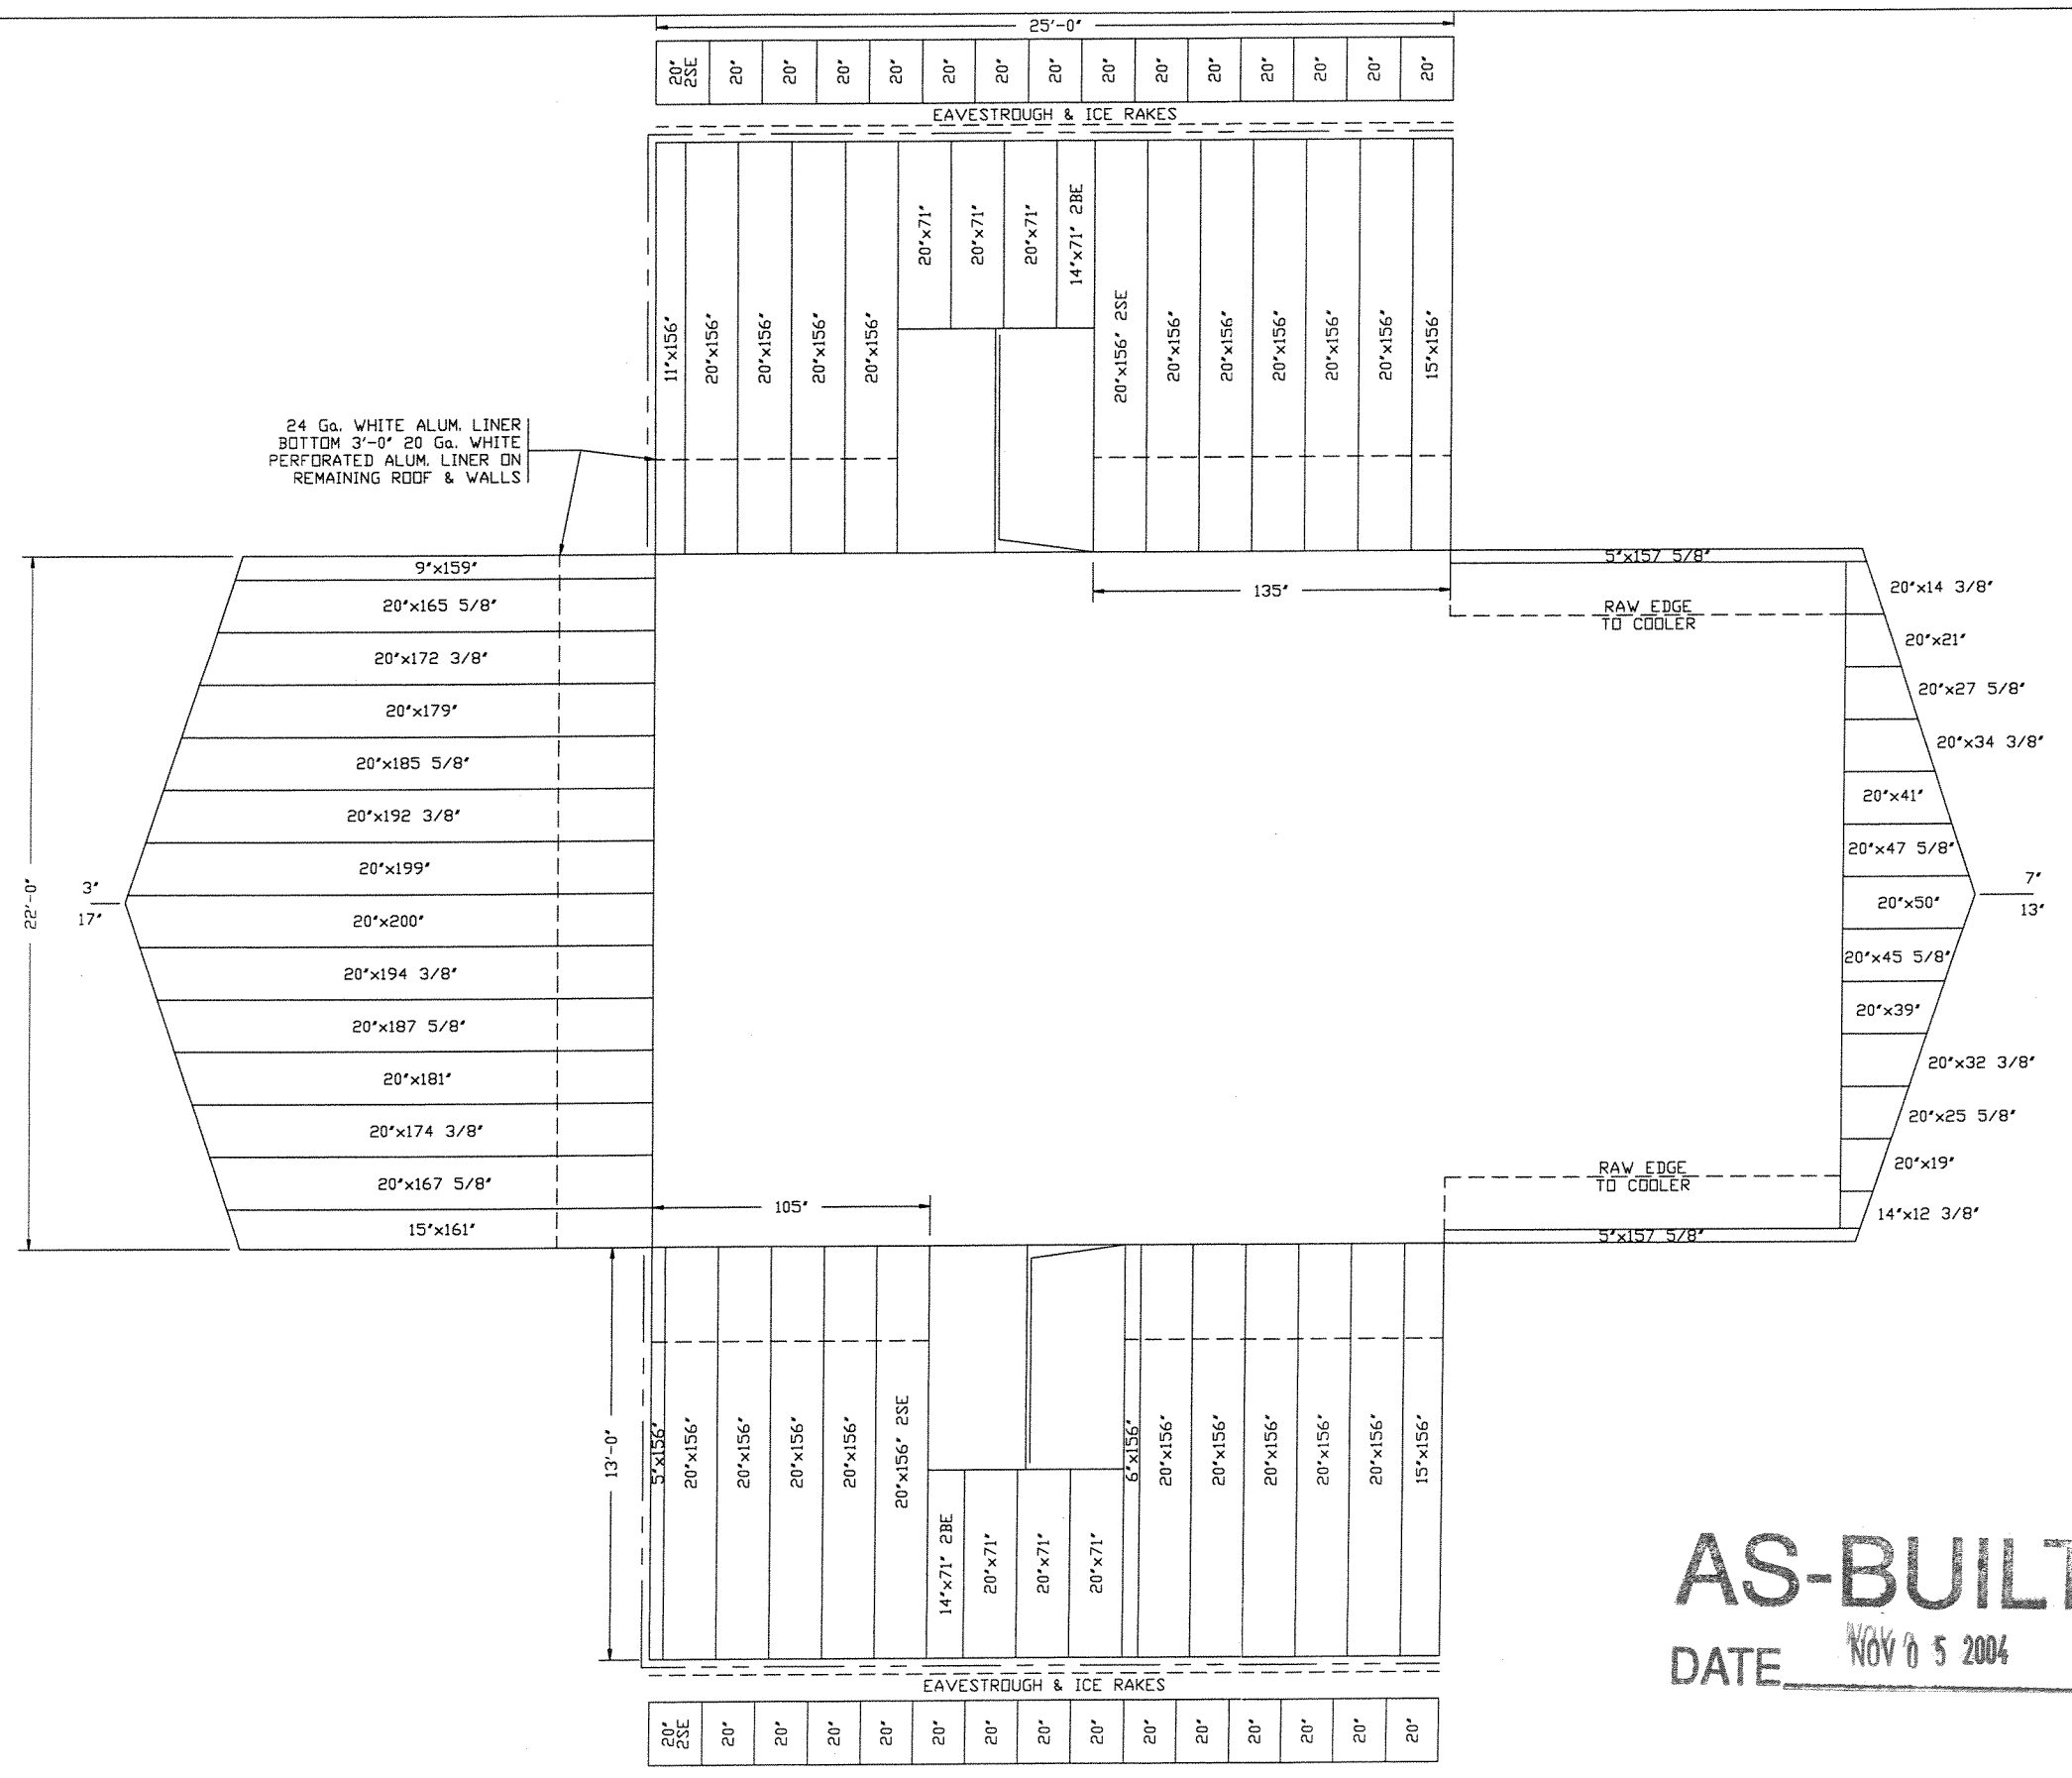 25'-0"
20" 2SE
20"
20"
20"
20"
20"
20"
20"
20"
20"
20"
20"
20"
20"
20"
EAVESTROUGH & ICE RAKES
11"x156"
20"x156"
20"x156"
20"x156"
20"x156"
20"x71"
20"x71"
20"x71"
14"x71" 2BE
20"x156" 2SE
20"x156"
20"x156"
20"x156"
20"x156"
20"x156"
15"x156"
24 Ga. WHITE ALUM. LINER
BOTTOM 3'-0" 20 Ga. WHITE
PERFORATED ALUM. LINER ON
REMAINING ROOF & WALLS
22'-0"
3"
17"
9"x159"
20"x165 5/8"
20"x172 3/8"
20"x179"
20"x185 5/8"
20"x192 3/8"
20"x199"
20"x200"
20"x194 3/8"
20"x187 5/8"
20"x181"
20"x174 3/8"
20"x167 5/8"
15"x161"
135"
5"x157 5/8"
RAW EDGE
TO COOLER
20"x14 3/8"
20"x21"
20"x27 5/8"
20"x34 3/8"
20"x41"
20"x47 5/8"
20"x50"
20"x45 5/8"
20"x39"
20"x32 3/8"
20"x25 5/8"
20"x19"
14"x12 3/8"
7"
13"
RAW EDGE
TO COOLER
5"x157 5/8"
105"
13'-0"
5"x156"
20"x156"
20"x156"
20"x156"
20"x156"
20"x156" 2SE
14"x71" 2BE
20"x71"
20"x71"
20"x71"
6"x156"
20"x156"
20"x156"
20"x156"
20"x156"
20"x156"
15"x156"
EAVESTROUGH & ICE RAKES
20" 2SE
20"
20"
20"
20"
20"
20"
20"
20"
20"
20"
20"
20"
20"
20"
AS-BUILT
DATE NOV 0 5 2004